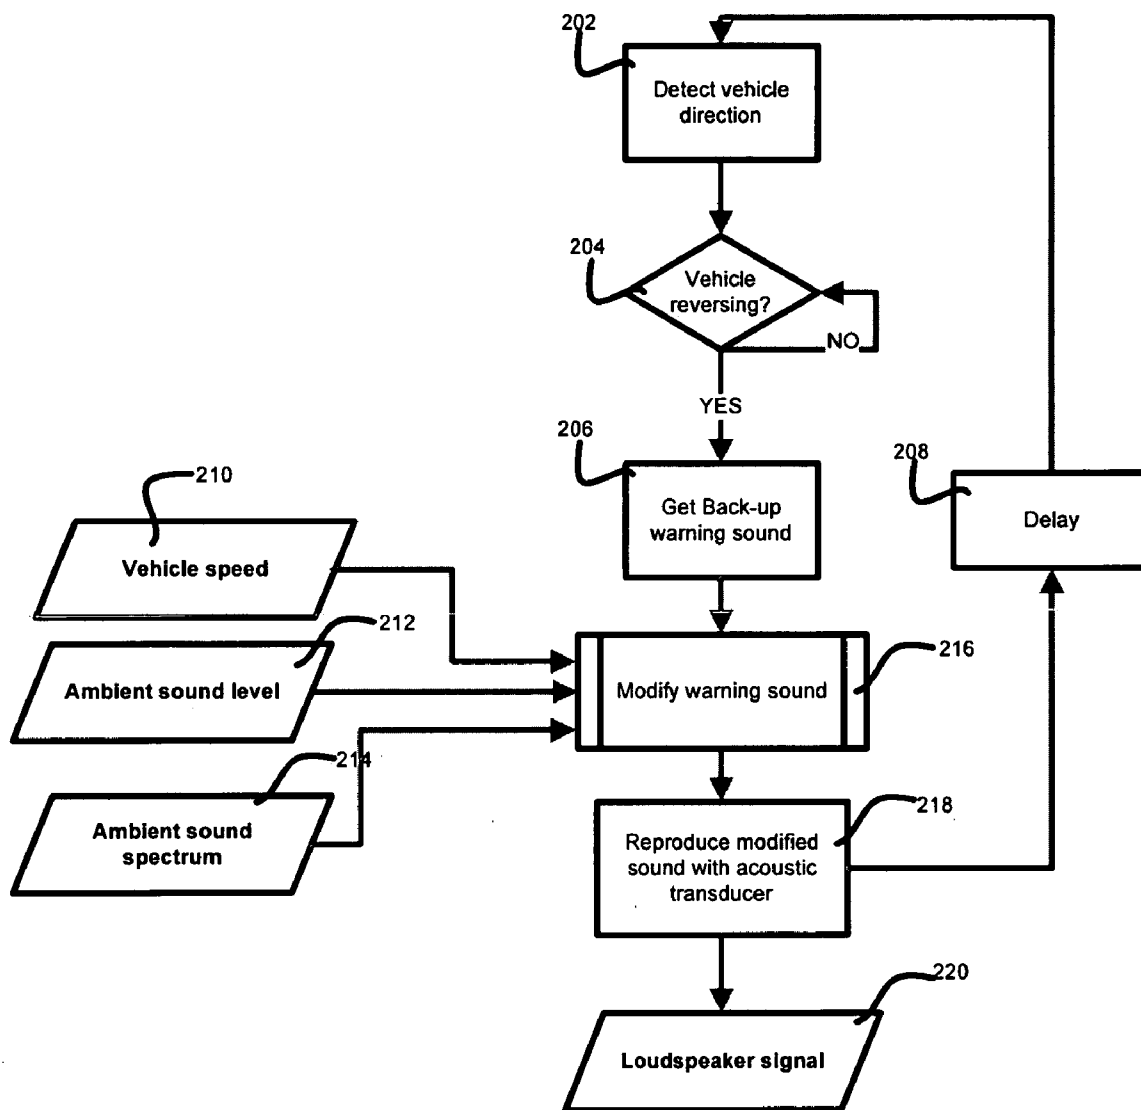 202
Detect vehicle
direction
204
Vehicle
reversing?
NO
YES
206
Get Back-up
warning sound
208
Delay
210
Vehicle speed
212
Ambient sound level
214
Ambient sound
spectrum
216
Modify warning sound
218
Reproduce modified
sound with acoustic
transducer
220
Loudspeaker signal